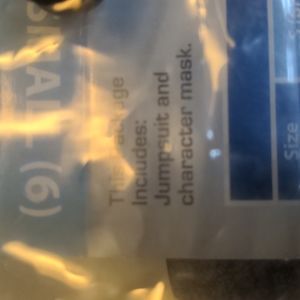 SMALL (6)
This package
Includes:
Jumpsuit and
character mask.
Size